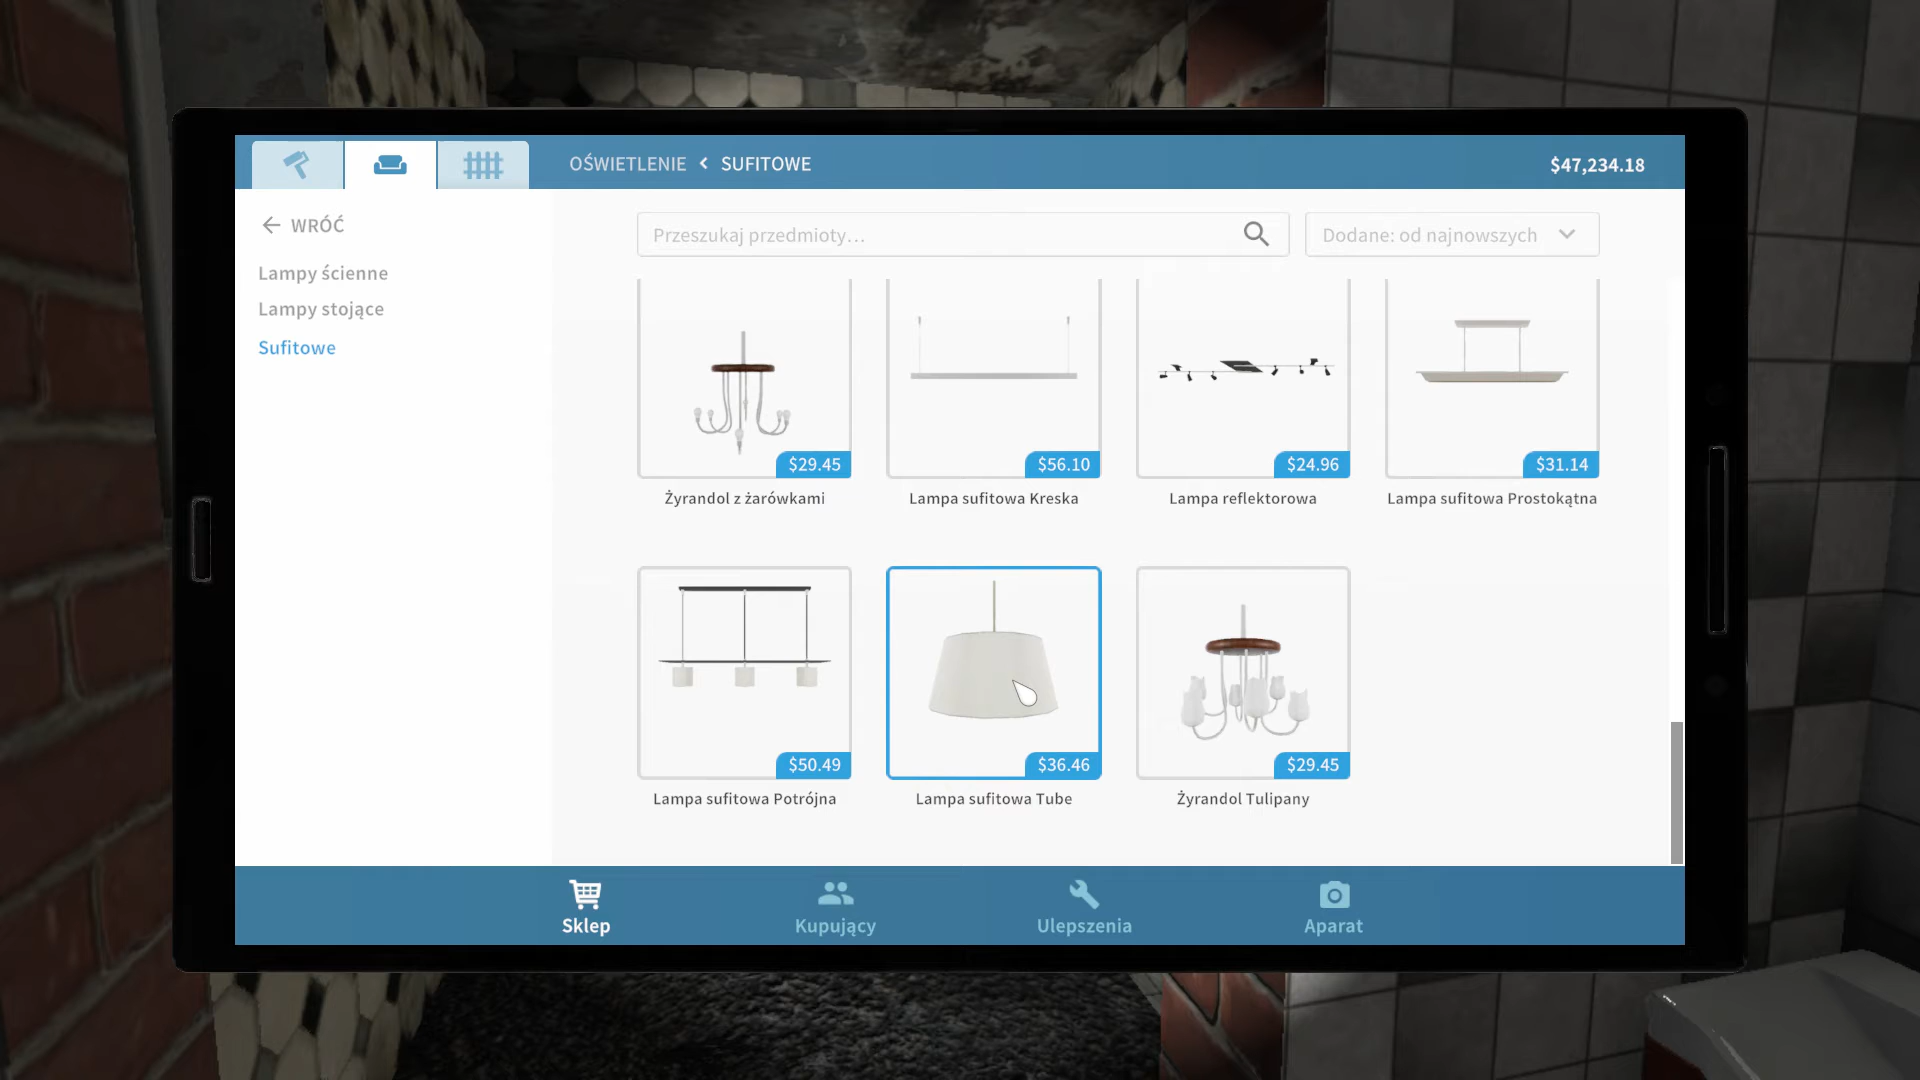 OŚWIETLENIE < SUFITOWE
$47,234.18
WRÓĆ
Lampy ścienne
Lampy stojące
Sufitowe
Przeszukaj przedmioty...
Dodane: od najnowszych
$29.45
$56.10
$24.96
$31.14
Żyrandol z żarówkami
Lampa sufitowa Kreska
Lampa reflektorowa
Lampa sufitowa Prostokątna
$50.49
$36.46
$29.45
Lampa sufitowa Potrójna
Lampa sufitowa Tube
Żyrandol Tulipany
Sklep
Kupujący
Ulepszenia
Aparat